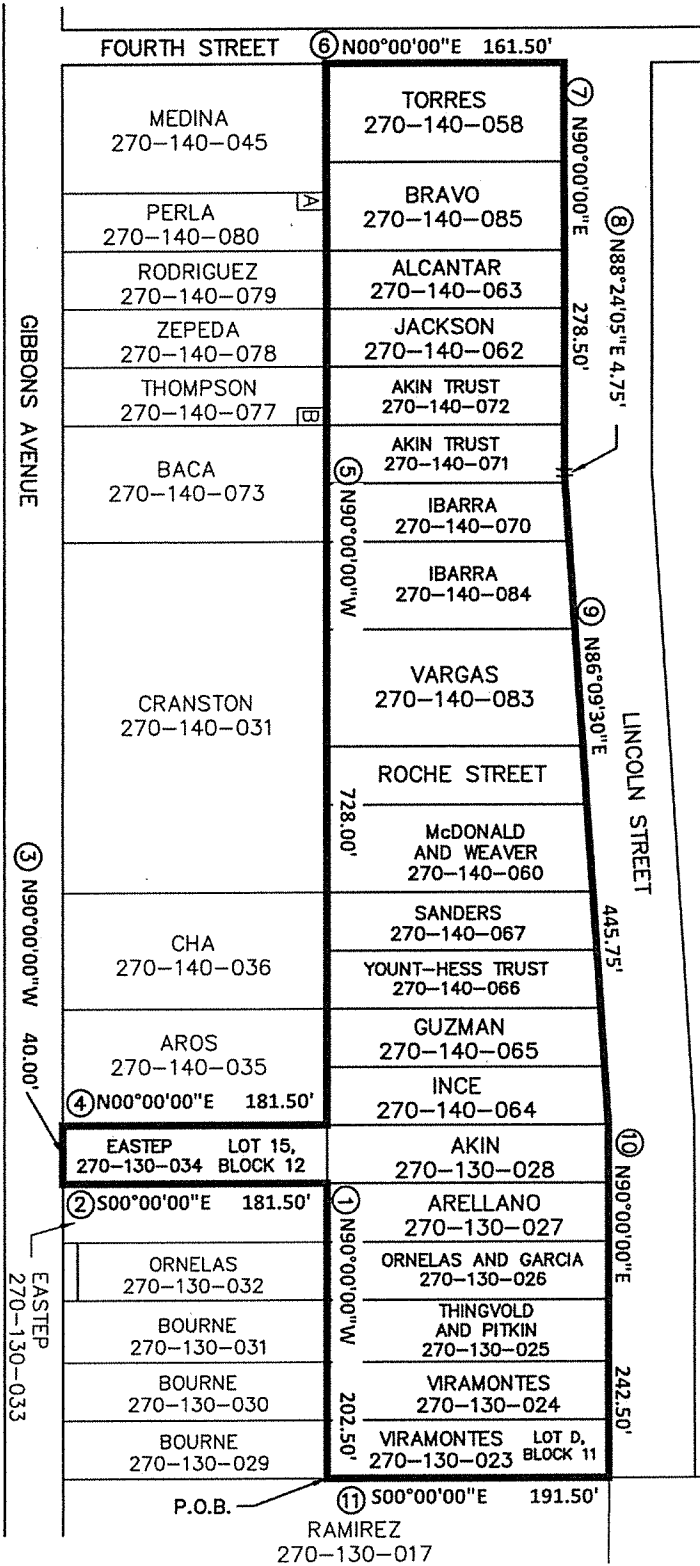 FOURTH STREET
⑥ N00°00'00"E 161.50'
⑦ N90°00'00"E 278.50'
⑧ N88°24'05"E 4.75'
MEDINA
270-140-045
TORRES
270-140-058
A
PERLA
270-140-080
BRAVO
270-140-085
RODRIGUEZ
270-140-079
ALCANTAR
270-140-063
ZEPEDA
270-140-078
JACKSON
270-140-062
THOMPSON
270-140-077
B
AKIN TRUST
270-140-072
BACA
270-140-073
AKIN TRUST
270-140-071
GIBBONS AVENUE
⑤ N90°00'00"W 728.00'
IBARRA
270-140-070
IBARRA
270-140-084
⑨ N86°09'30"E 445.75'
LINCOLN STREET
CRANSTON
270-140-031
VARGAS
270-140-083
ROCHE STREET
McDONALD
AND WEAVER
270-140-060
③ N90°00'00"W 40.00'
CHA
270-140-036
SANDERS
270-140-067
YOUNT-HESS TRUST
270-140-066
AROS
270-140-035
GUZMAN
270-140-065
④ N00°00'00"E 181.50'
INCE
270-140-064
EASTEP
270-130-034
LOT 15,
BLOCK 12
AKIN
270-130-028
⑩ N90°00'00"E 242.50'
② S00°00'00"E 181.50'
① N90°00'00"W 202.50'
ARELLANO
270-130-027
EASTEP
270-130-033
ORNELAS
270-130-032
ORNELAS AND GARCIA
270-130-026
BOURNE
270-130-031
THINGVOLD
AND PITKIN
270-130-025
BOURNE
270-130-030
VIRAMONTES
270-130-024
BOURNE
270-130-029
VIRAMONTES
270-130-023
LOT D,
BLOCK 11
P.O.B.
⑪ S00°00'00"E 191.50'
RAMIREZ
270-130-017